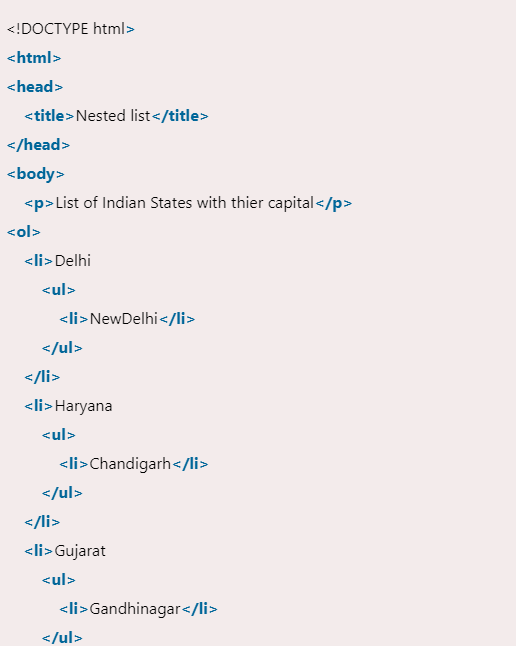 <!DOCTYPE html>
<html>
<head>
<title>Nested list</title>
</head>
<body>
<p>List of Indian States with thier capital</p>
<ol>
<li>Delhi
<ul>
<li>NewDelhi</li>
</ul>
</li>
<li>Haryana
<ul>
<li>Chandigarh</li>
</ul>
</li>
<li>Gujarat
<ul>
<li>Gandhinagar</li>
</ul>